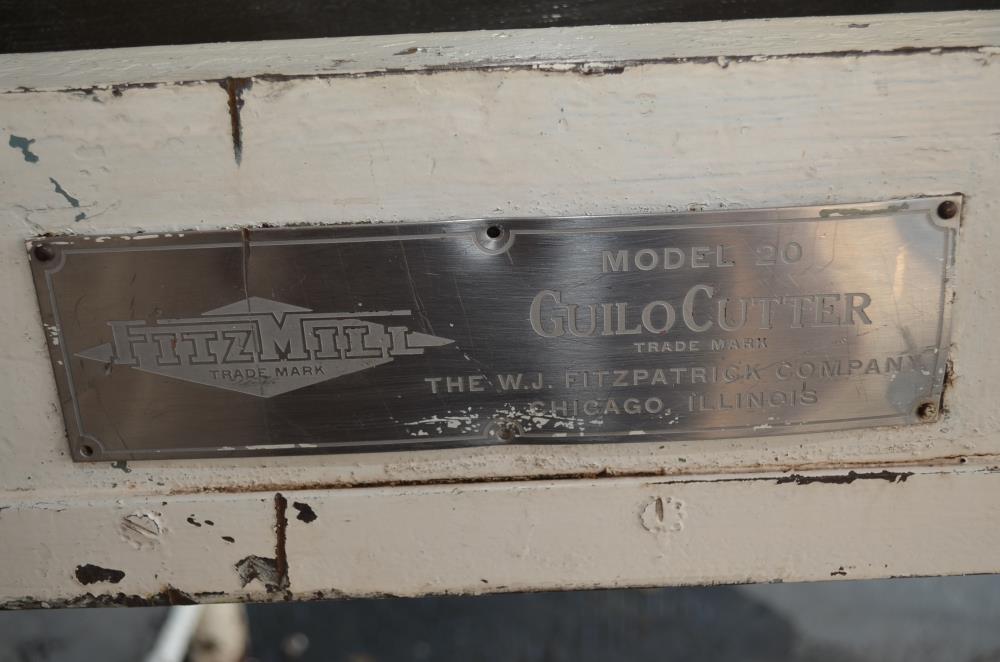 FITZMILL
TRADE MARK
MODEL 20
GUILOCUTTER
TRADE MARK
THE W.J. FITZPATRICK COMPANY
CHICAGO, ILLINOIS